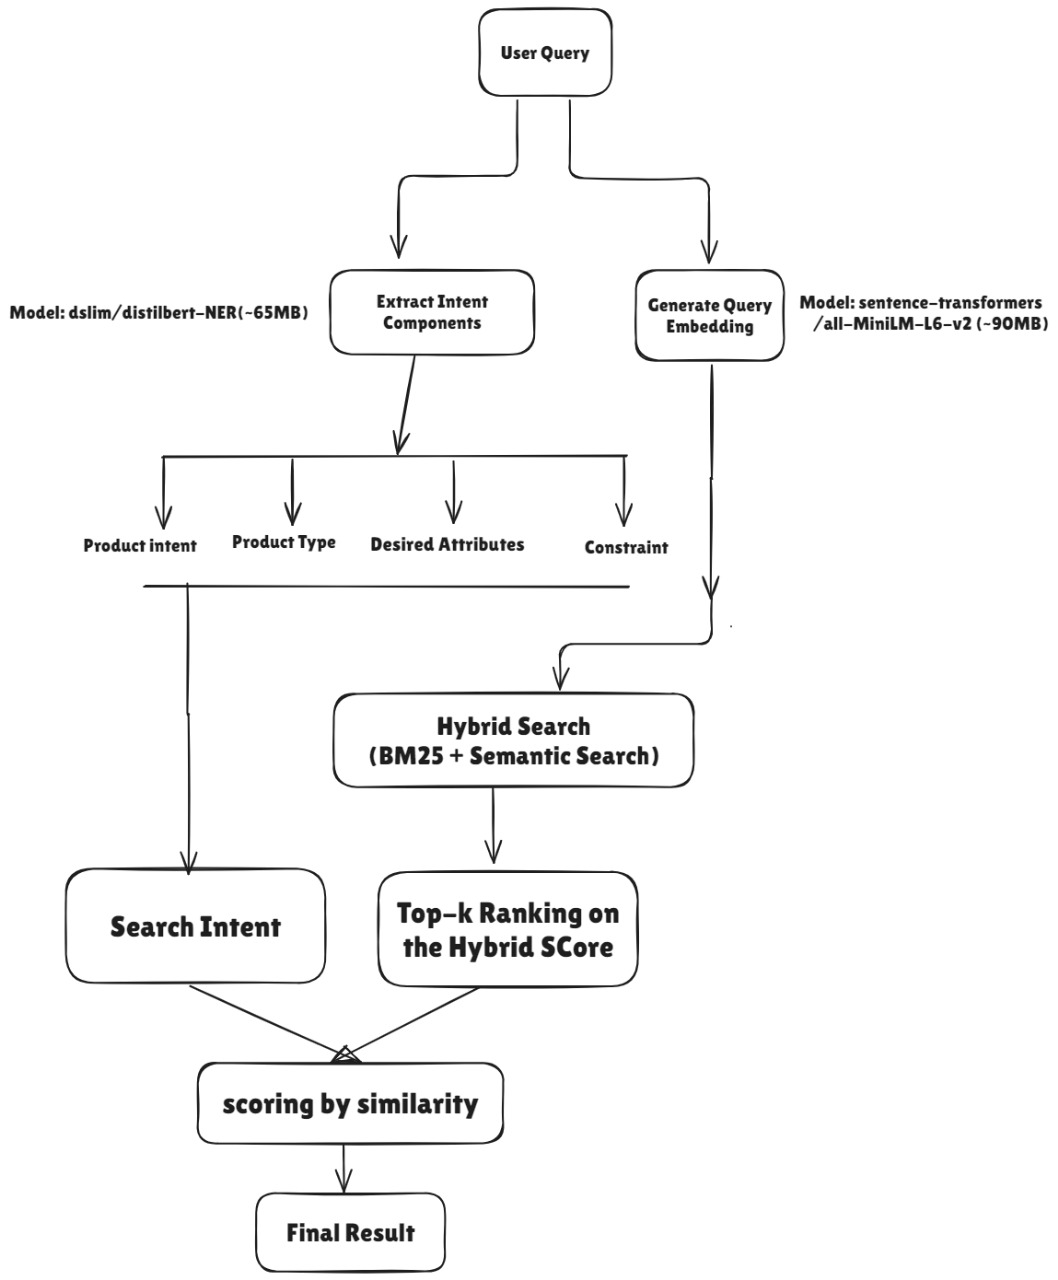 User Query
Extract Intent
Components
Model: dslim/distilbert-NER(~65MB)
Generate Query
Embedding
Model: sentence-transformers
/all-MiniLM-L6-v2 (~90MB)
Product intent
Product Type
Desired Attributes
Constraint
Hybrid Search
(BM25 + Semantic Search)
Search Intent
Top-k Ranking on
the Hybrid SCore
scoring by similarity
Final Result